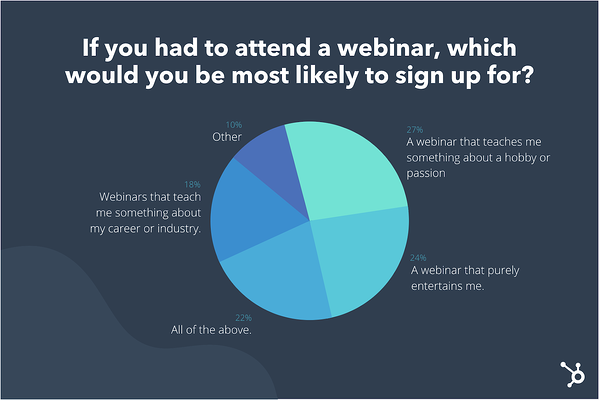 If you had to attend a webinar, which
would you be most likely to sign up for?
10%
Other
27%
A webinar that teaches me
something about a hobby or
passion
18%
Webinars that teach
me something about
my career or industry.
24%
A webinar that purely
entertains me.
22%
All of the above.